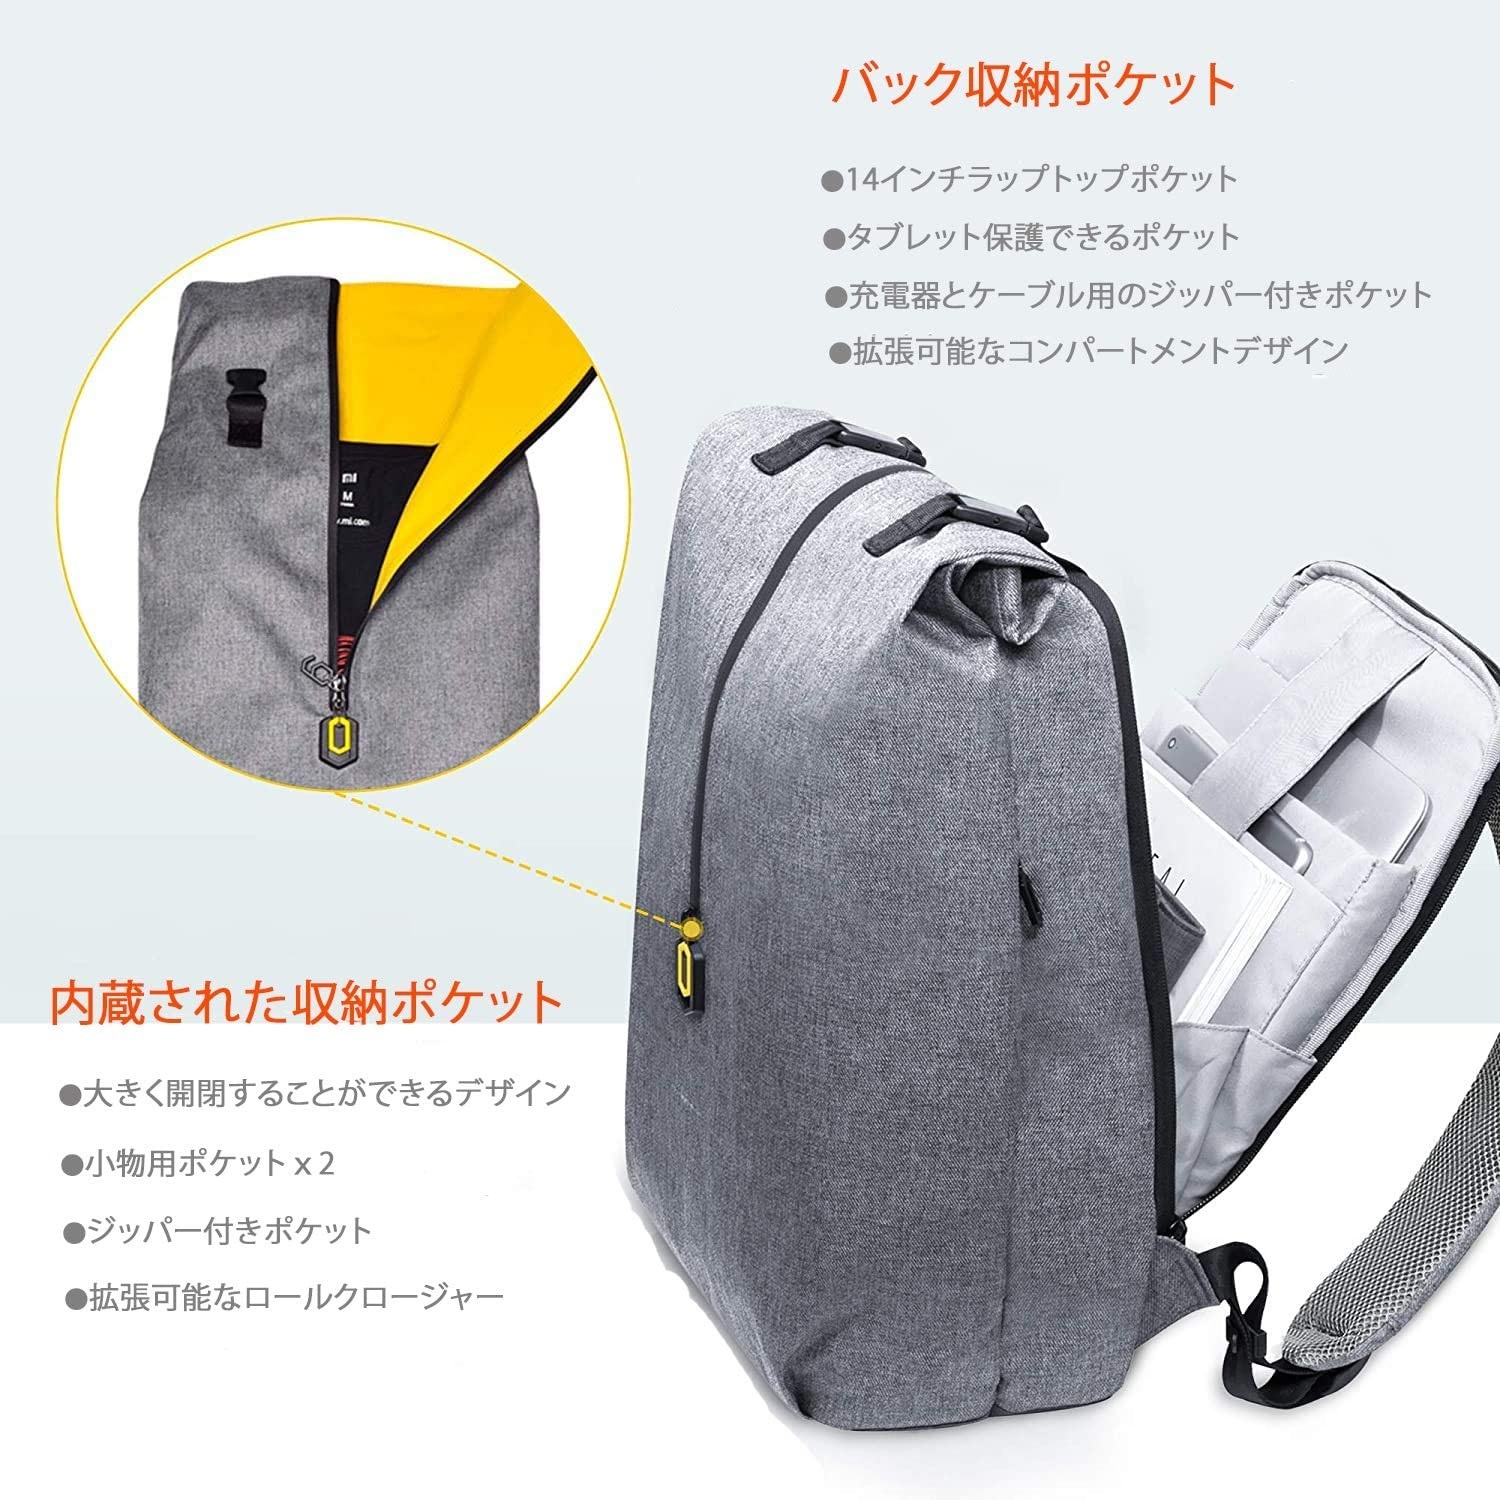 バック収納ポケット
●14インチラップトップポケット
●タブレット保護できるポケット
●充電器とケーブル用のジッパー付きポケット
●拡張可能なコンパートメントデザイン
mi
M
.mi.com
内蔵された収納ポケット
●大きく開閉することができるデザイン
●小物用ポケット x 2
●ジッパー付きポケット
●拡張可能なロールクロージャー